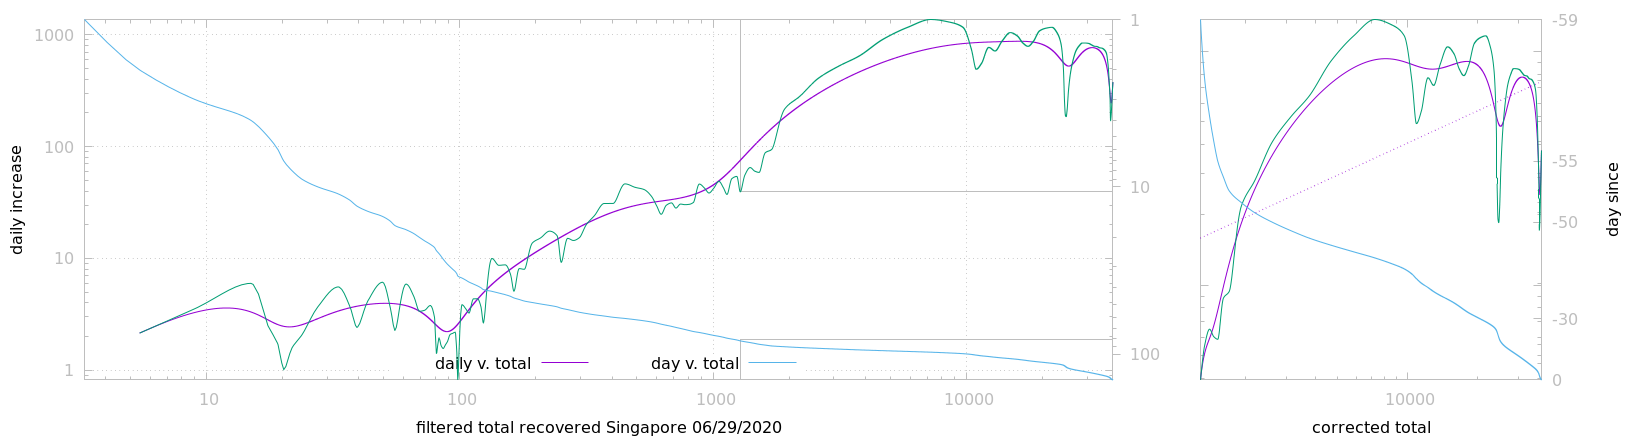 1000
100
10
1
daily increase
10
100
1000
10000
filtered total recovered Singapore 06/29/2020
daily v. total
day v. total
1
10
100
10000
corrected total
-59
-55
-50
-30
0
day since